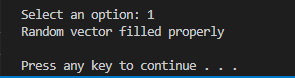 Select an option: 1
Random vector filled properly
Press any key to continue . . .